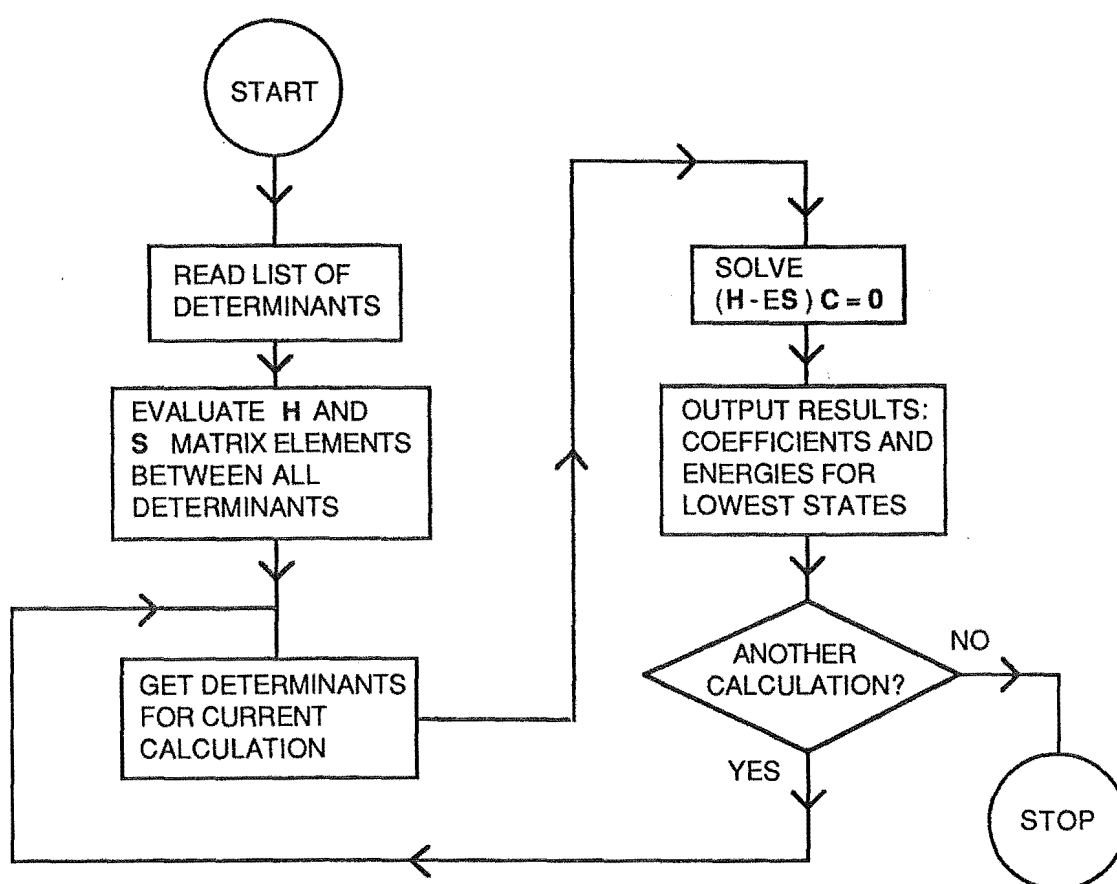 START
READ LIST OF
DETERMINANTS
EVALUATE H AND
S MATRIX ELEMENTS
BETWEEN ALL
DETERMINANTS
GET DETERMINANTS
FOR CURRENT
CALCULATION
SOLVE
(H-ES) C = 0
OUTPUT RESULTS:
COEFFICIENTS AND
ENERGIES FOR
LOWEST STATES
ANOTHER
CALCULATION?
NO
YES
STOP